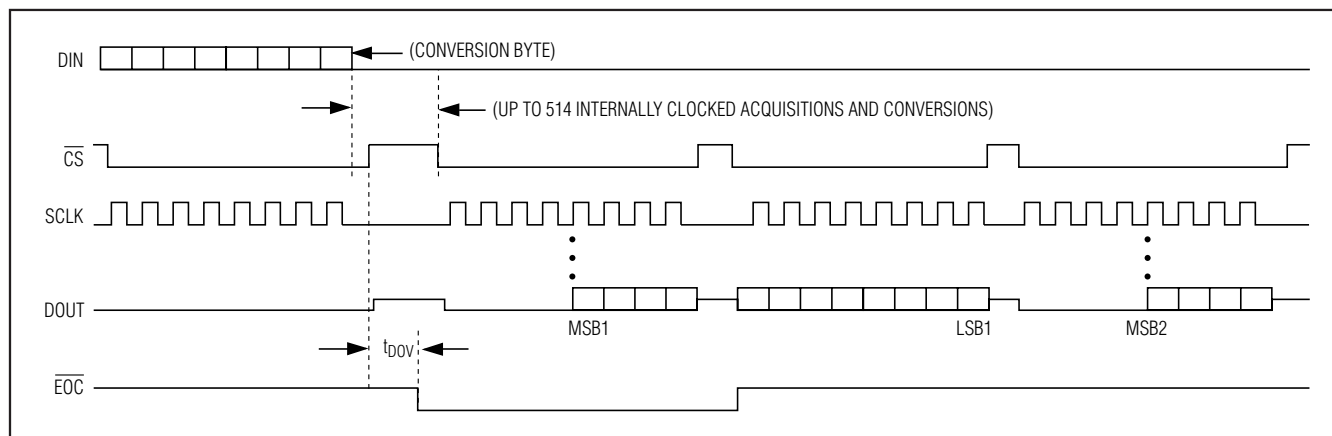 DIN
(CONVERSION BYTE)
(UP TO 514 INTERNALLY CLOCKED ACQUISITIONS AND CONVERSIONS)
CS
SCLK
DOUT
MSB1
LSB1
MSB2
tDOV
EOC